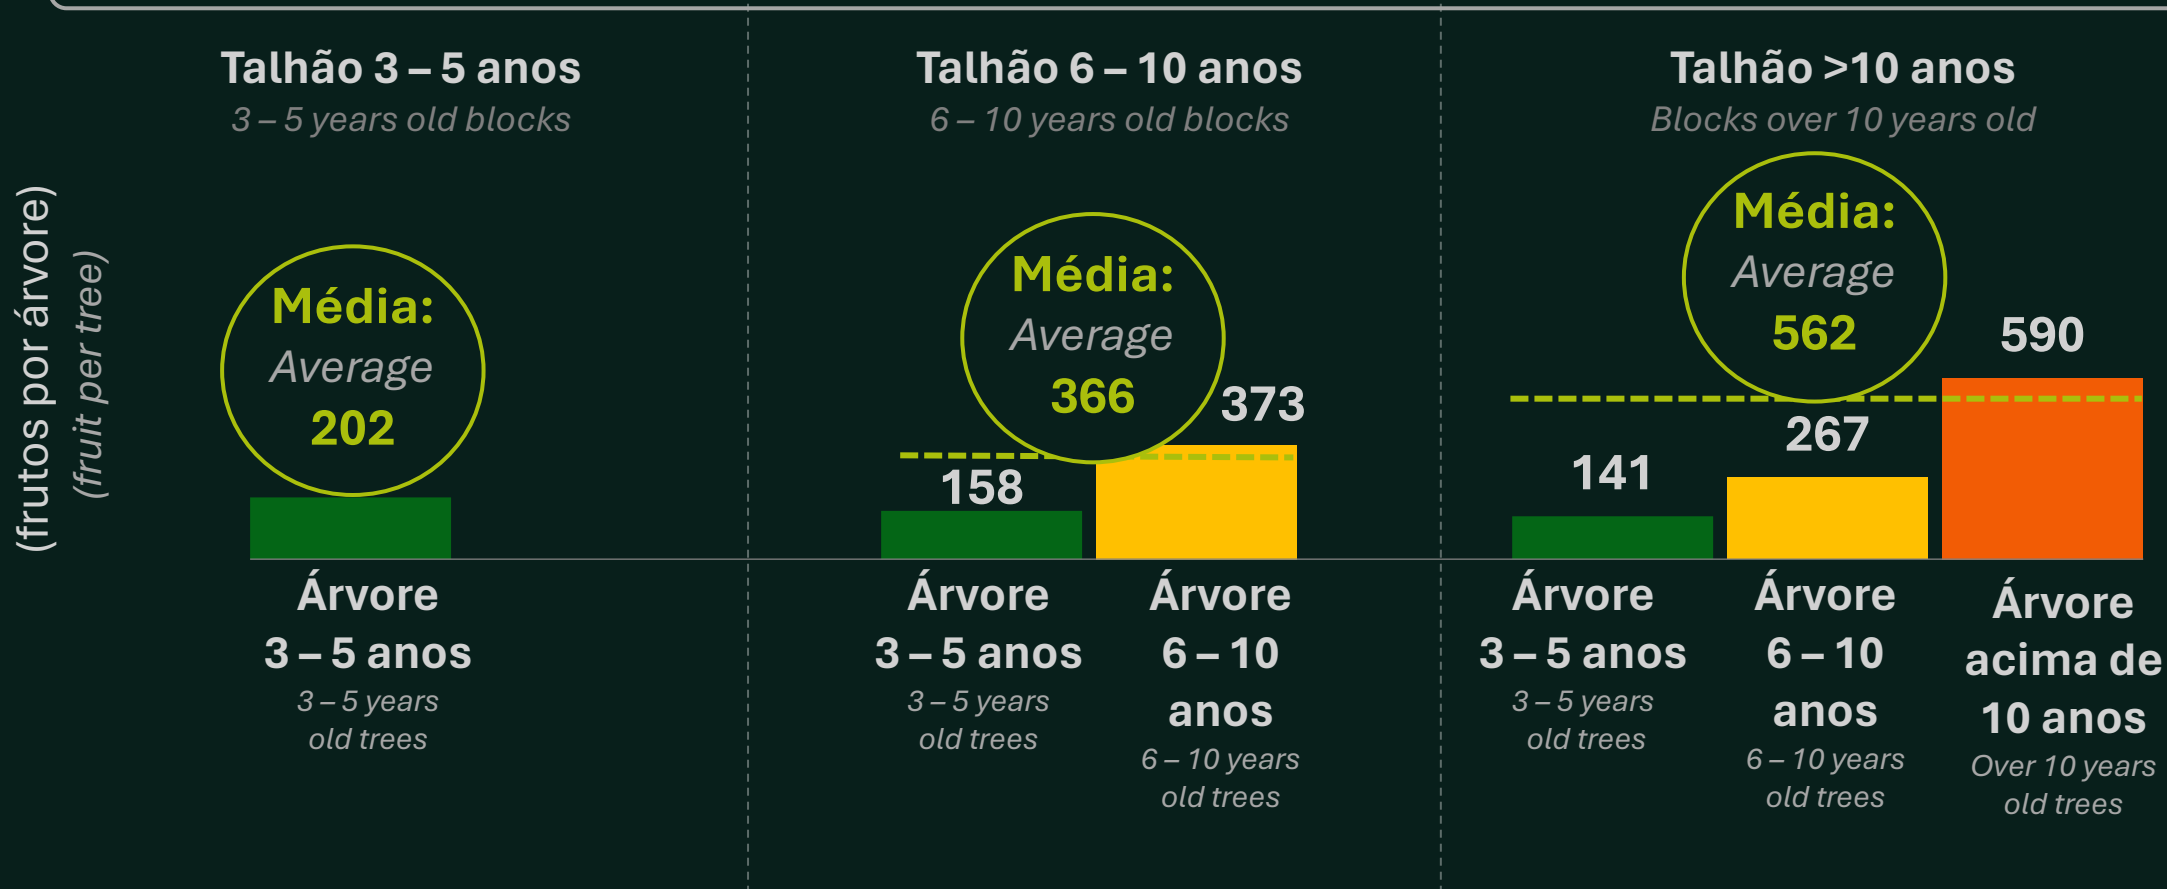 (frutos por árvore)
(fruit per tree)
Talhão 3 – 5 anos
3 – 5 years old blocks
Média:
Average
202
Árvore
3 – 5 anos
3 – 5 years
old trees
Talhão 6 – 10 anos
6 – 10 years old blocks
Média:
Average
366
158
373
Árvore
3 – 5 anos
3 – 5 years
old trees
Árvore
6 – 10
anos
6 – 10 years
old trees
Talhão >10 anos
Blocks over 10 years old
Média:
Average
562
141
267
590
Árvore
3 – 5 anos
3 – 5 years
old trees
Árvore
6 – 10
anos
6 – 10 years
old trees
Árvore
acima de
10 anos
Over 10 years
old trees